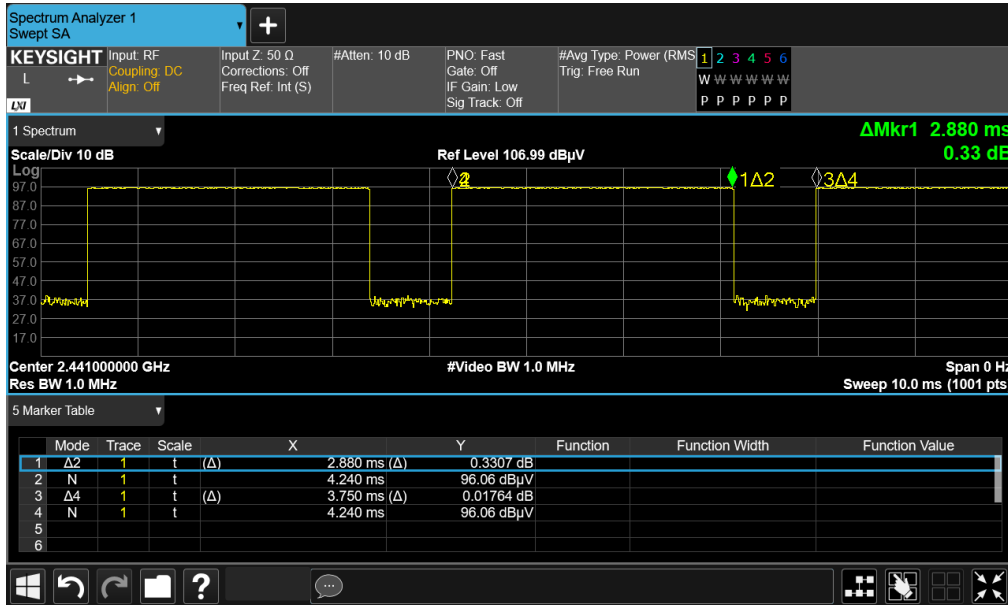 Spectrum Analyzer 1
Swept SA
KEYSIGHT Input: RF Input Z: 50 Ω #Atten: 10 dB PNO: Fast #Avg Type: Power (RMS 1 2 3 4 5 6
L Coupling: DC Corrections: Off Gate: Off Trig: Free Run W W W W W W
Align: Off Freq Ref: Int (S) IF Gain: Low P P P P P P
LXI Sig Track: Off
1 Spectrum ΔMkr1 2.880 ms
Scale/Div 10 dB Ref Level 106.99 dBµV 0.33 dB
Log
1Δ2 3Δ4
97.0
87.0
77.0
67.0
57.0
47.0
37.0
27.0
17.0
Center 2.441000000 GHz #Video BW 1.0 MHz Span 0 Hz
Res BW 1.0 MHz Sweep 10.0 ms (1001 pts
5 Marker Table
Mode Trace Scale X Y Function Function Width Function Value
1 Δ2 1 t (Δ) 2.880 ms (Δ) 0.3307 dB
2 N 1 t 4.240 ms 96.06 dBµV
3 Δ4 1 t (Δ) 3.750 ms (Δ) 0.01764 dB
4 N 1 t 4.240 ms 96.06 dBµV
5
6
?